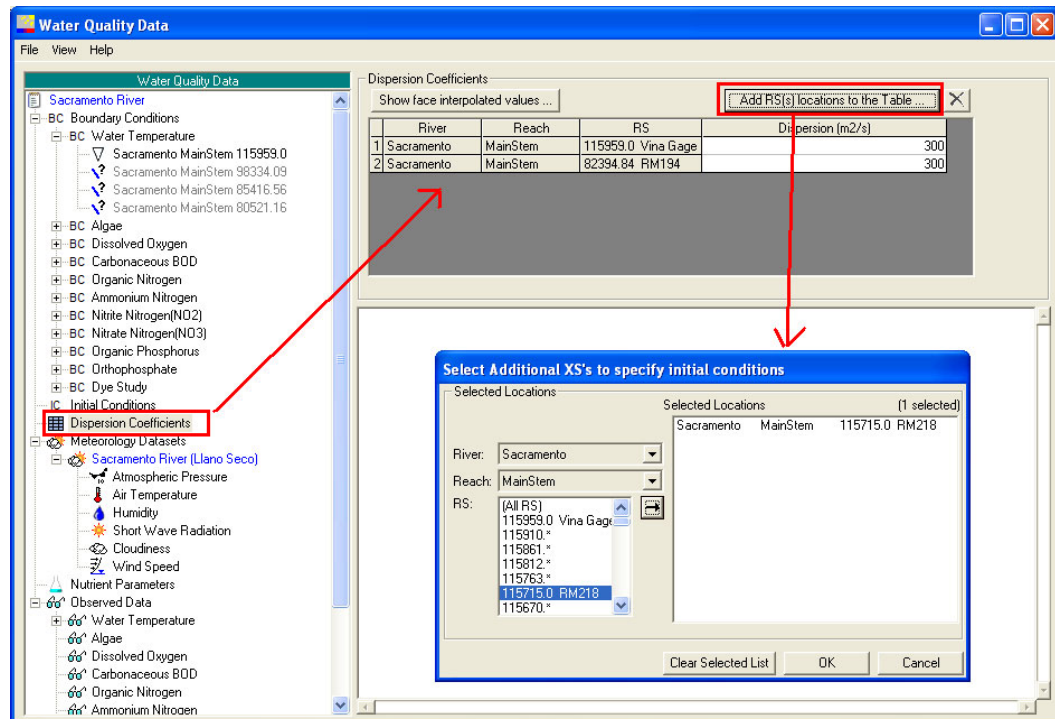 Water Quality Data
File View Help
Water Quality Data
Sacramento River
BC Boundary Conditions
BC Water Temperature
Sacramento MainStem 115959.0
Sacramento MainStem 98334.09
Sacramento MainStem 85416.56
Sacramento MainStem 80521.16
BC Algae
BC Dissolved Oxygen
BC Carbonaceous BOD
BC Organic Nitrogen
BC Ammonium Nitrogen
BC Nitrite Nitrogen(NO2)
BC Nitrate Nitrogen(NO3)
BC Organic Phosphorus
BC Orthophosphate
BC Dye Study
IC Initial Conditions
Dispersion Coefficients
Meteorology Datasets
Sacramento River (Llano Seco)
Atmospheric Pressure
Air Temperature
Humidity
Short Wave Radiation
Cloudiness
Wind Speed
Nutrient Parameters
Observed Data
Water Temperature
Algae
Dissolved Oxygen
Carbonaceous BOD
Organic Nitrogen
Ammonium Nitrogen
Dispersion Coefficients
Show face interpolated values ...
Add RS(s) locations to the Table ...
River Reach RS Dispersion (m2/s)
1 Sacramento MainStem 115959.0 Vina Gage 300
2 Sacramento MainStem 82394.84 RM194 300
Select Additional XS's to specify initial conditions
Selected Locations
Selected Locations (1 selected)
Sacramento MainStem 115715.0 RM218
River: Sacramento
Reach: MainStem
RS: (All RS)
115959.0 Vina Gage
115910.*
115861.*
115812.*
115763.*
115715.0 RM218
115670.*
Clear Selected List OK Cancel